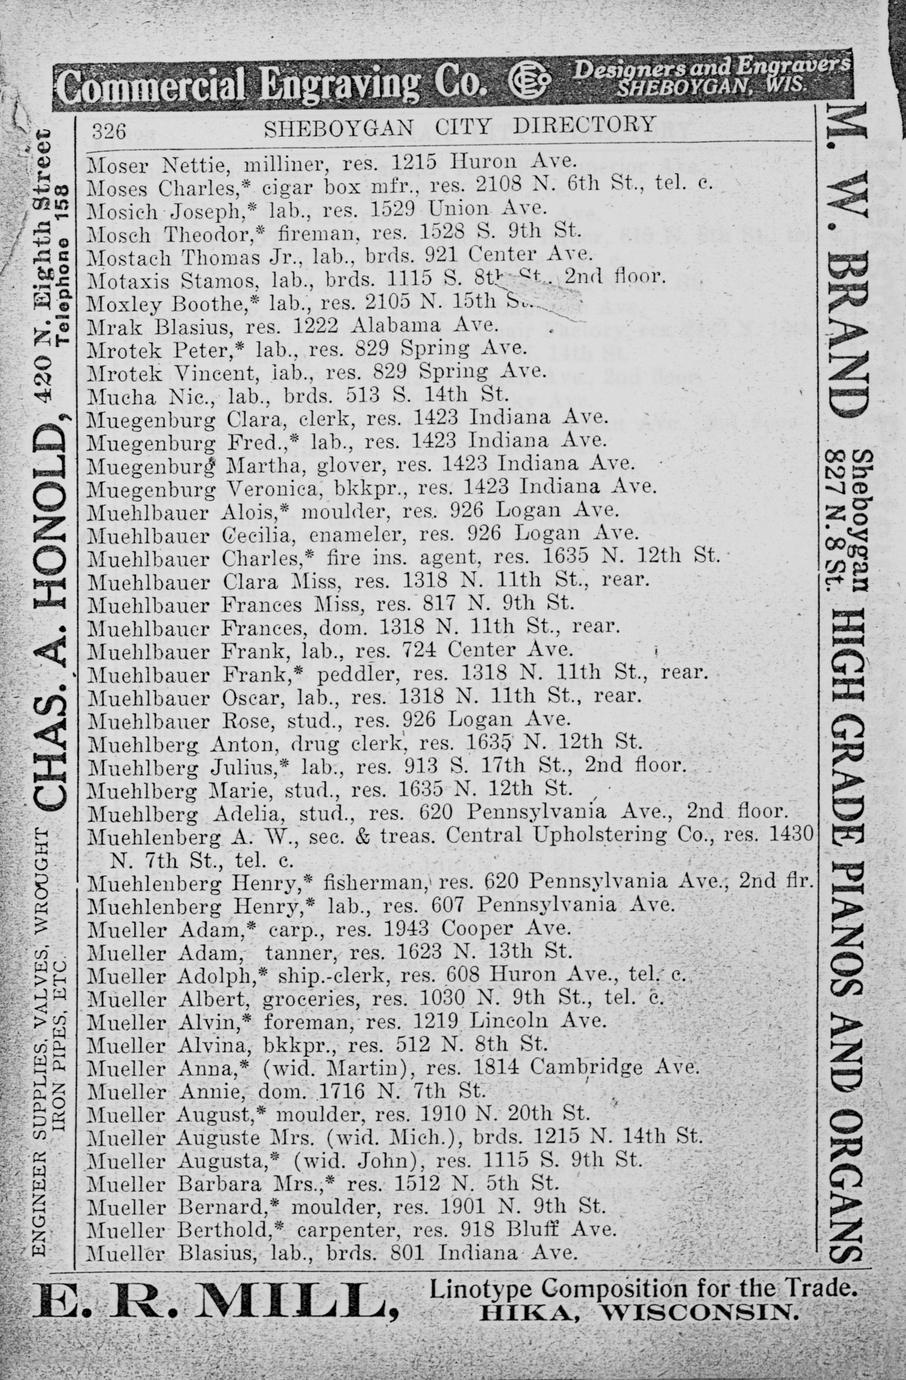 Commercial Engraving Co. CECo Designers and Engravers
SHEBOYGAN, WIS.
326 SHEBOYGAN CITY DIRECTORY
Moser Nettie, milliner, res. 1215 Huron Ave.
Moses Charles,* cigar box mfr., res. 2108 N. 6th St., tel. c.
Mosich Joseph,* lab., res. 1529 Union Ave.
Mosch Theodor,* fireman, res. 1528 S. 9th St.
Mostach Thomas Jr., lab., brds. 921 Center Ave.
Motaxis Stamos, lab., brds. 1115 S. 8th St., 2nd floor.
Moxley Boothe,* lab., res. 2105 N. 15th St.
Mrak Blasius, res. 1222 Alabama Ave.
Mrotek Peter,* lab., res. 829 Spring Ave.
Mrotek Vincent, lab., res. 829 Spring Ave.
Mucha Nic., lab., brds. 513 S. 14th St.
Muegenburg Clara, clerk, res. 1423 Indiana Ave.
Muegenburg Fred.,* lab., res. 1423 Indiana Ave.
Muegenburg Martha, glover, res. 1423 Indiana Ave.
Muegenburg Veronica, bkkpr., res. 1423 Indiana Ave.
Muehlbauer Alois,* moulder, res. 926 Logan Ave.
Muehlbauer Cecilia, enameler, res. 926 Logan Ave.
Muehlbauer Charles,* fire ins. agent, res. 1635 N. 12th St.
Muehlbauer Clara Miss, res. 1318 N. 11th St., rear.
Muehlbauer Frances Miss, res. 817 N. 9th St.
Muehlbauer Frances, dom. 1318 N. 11th St., rear.
Muehlbauer Frank, lab., res. 724 Center Ave.
Muehlbauer Frank,* peddler, res. 1318 N. 11th St., rear.
Muehlbauer Oscar, lab., res. 1318 N. 11th St., rear.
Muehlbauer Rose, stud., res. 926 Logan Ave.
Muehlberg Anton, drug clerk, res. 1635 N. 12th St.
Muehlberg Julius,* lab., res. 913 S. 17th St., 2nd floor.
Muehlberg Marie, stud., res. 1635 N. 12th St.
Muehlberg Adelia, stud., res. 620 Pennsylvania Ave., 2nd floor.
Muehlenberg A. W., sec. & treas. Central Upholstering Co., res. 1430
N. 7th St., tel. c.
Muehlenberg Henry,* fisherman, res. 620 Pennsylvania Ave., 2nd flr.
Muehlenberg Henry,* lab., res. 607 Pennsylvania Ave.
Mueller Adam,* carp., res. 1943 Cooper Ave.
Mueller Adam, tanner, res. 1623 N. 13th St.
Mueller Adolph,* ship.-clerk, res. 608 Huron Ave., tel. c.
Mueller Albert, groceries, res. 1030 N. 9th St., tel. c.
Mueller Alvin,* foreman, res. 1219 Lincoln Ave.
Mueller Alvina, bkkpr., res. 512 N. 8th St.
Mueller Anna,* (wid. Martin), res. 1814 Cambridge Ave.
Mueller Annie, dom. 1716 N. 7th St.
Mueller August,* moulder, res. 1910 N. 20th St.
Mueller Auguste Mrs. (wid. Mich.), brds. 1215 N. 14th St.
Mueller Augusta,* (wid. John), res. 1115 S. 9th St.
Mueller Barbara Mrs.,* res. 1512 N. 5th St.
Mueller Bernard,* moulder, res. 1901 N. 9th St.
Mueller Berthold,* carpenter, res. 918 Bluff Ave.
Mueller Blasius, lab., brds. 801 Indiana Ave.
ENGINEER SUPPLIES, VALVES, WROUGHT
IRON PIPES, ETC.
CHAS. A. HONOLD,
420 N. Eighth Street
Telephone 158
M. W. BRAND
Sheboygan
827 N. 8 St.
HIGH GRADE PIANOS AND ORGANS
E. R. MILL, Linotype Composition for the Trade.
HIKA, WISCONSIN.